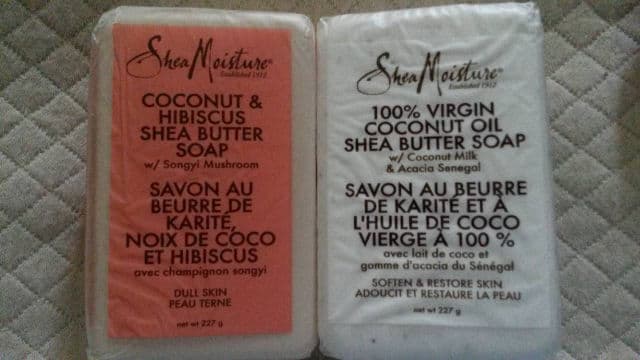 SheaMoisture®
Established 1912
COCONUT &
HIBISCUS
SHEA BUTTER
SOAP
w/ Songyi Mushroom
SAVON AU
BEURRE DE
KARITÉ,
NOIX DE COCO
ET HIBISCUS
avec champignon songyi
DULL SKIN
PEAU TERNE
net wt 227 g
SheaMoisture®
Established 1912
100% VIRGIN
COCONUT OIL
SHEA BUTTER SOAP
w/ Coconut Milk
& Acacia Senegal
SAVON AU BEURRE
DE KARITÉ ET À
L'HUILE DE COCO
VIERGE À 100 %
avec lait de coco et
gomme d'acacia du Sénégal
SOFTEN & RESTORE SKIN
ADOUCIT ET RESTAURE LA PEAU
net wt 227 g